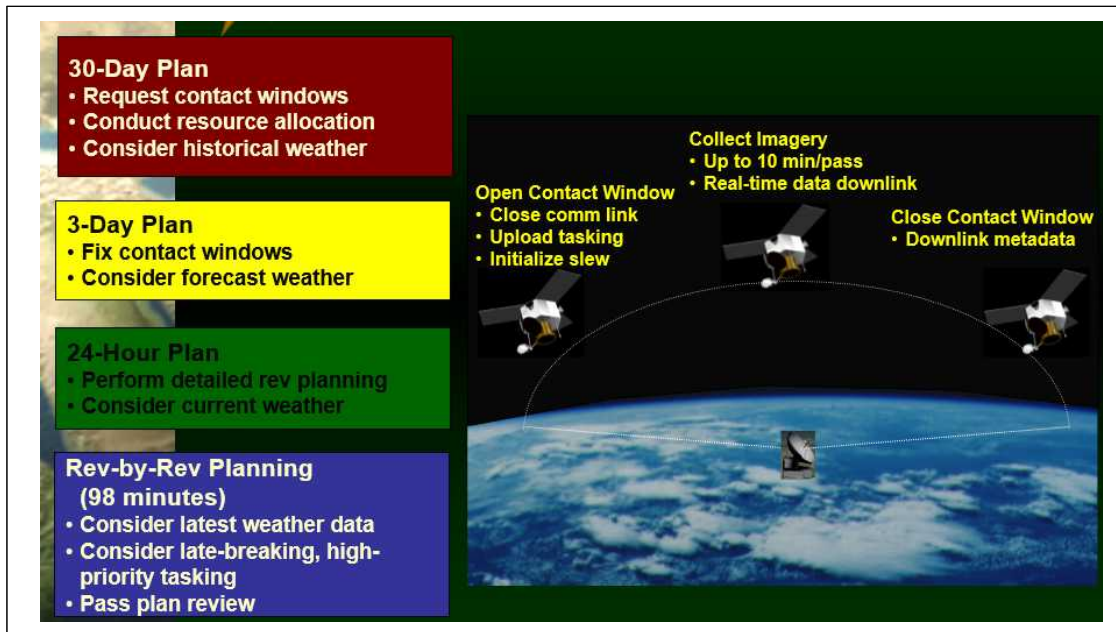 30-Day Plan
• Request contact windows
• Conduct resource allocation
• Consider historical weather
3-Day Plan
• Fix contact windows
• Consider forecast weather
24-Hour Plan
• Perform detailed rev planning
• Consider current weather
Rev-by-Rev Planning
(98 minutes)
• Consider latest weather data
• Consider late-breaking, high-
priority tasking
• Pass plan review
Open Contact Window
• Close comm link
• Upload tasking
• Initialize slew
Collect Imagery
• Up to 10 min/pass
• Real-time data downlink
Close Contact Window
• Downlink metadata